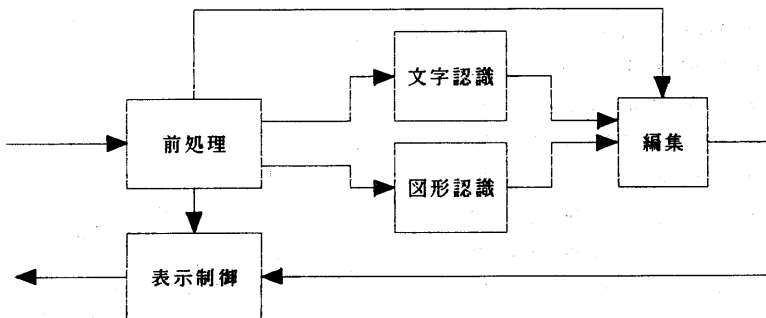 文字認識
前処理
編集
図形認識
表示制御